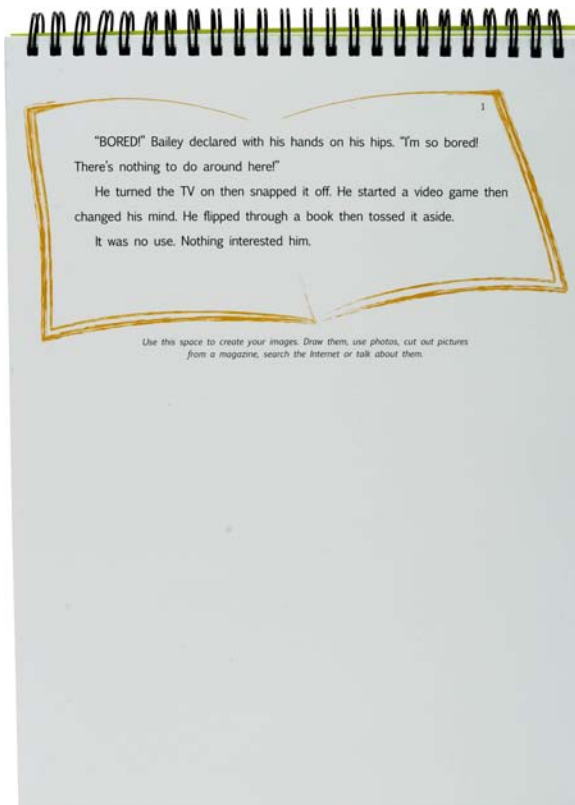 1
“BORED!” Bailey declared with his hands on his hips. “I’m so bored!
There’s nothing to do around here!”
He turned the TV on then snapped it off. He started a video game then
changed his mind. He flipped through a book then tossed it aside.
It was no use. Nothing interested him.
Use this space to create your images. Draw them, use photos, cut out pictures
from a magazine, search the Internet or talk about them.